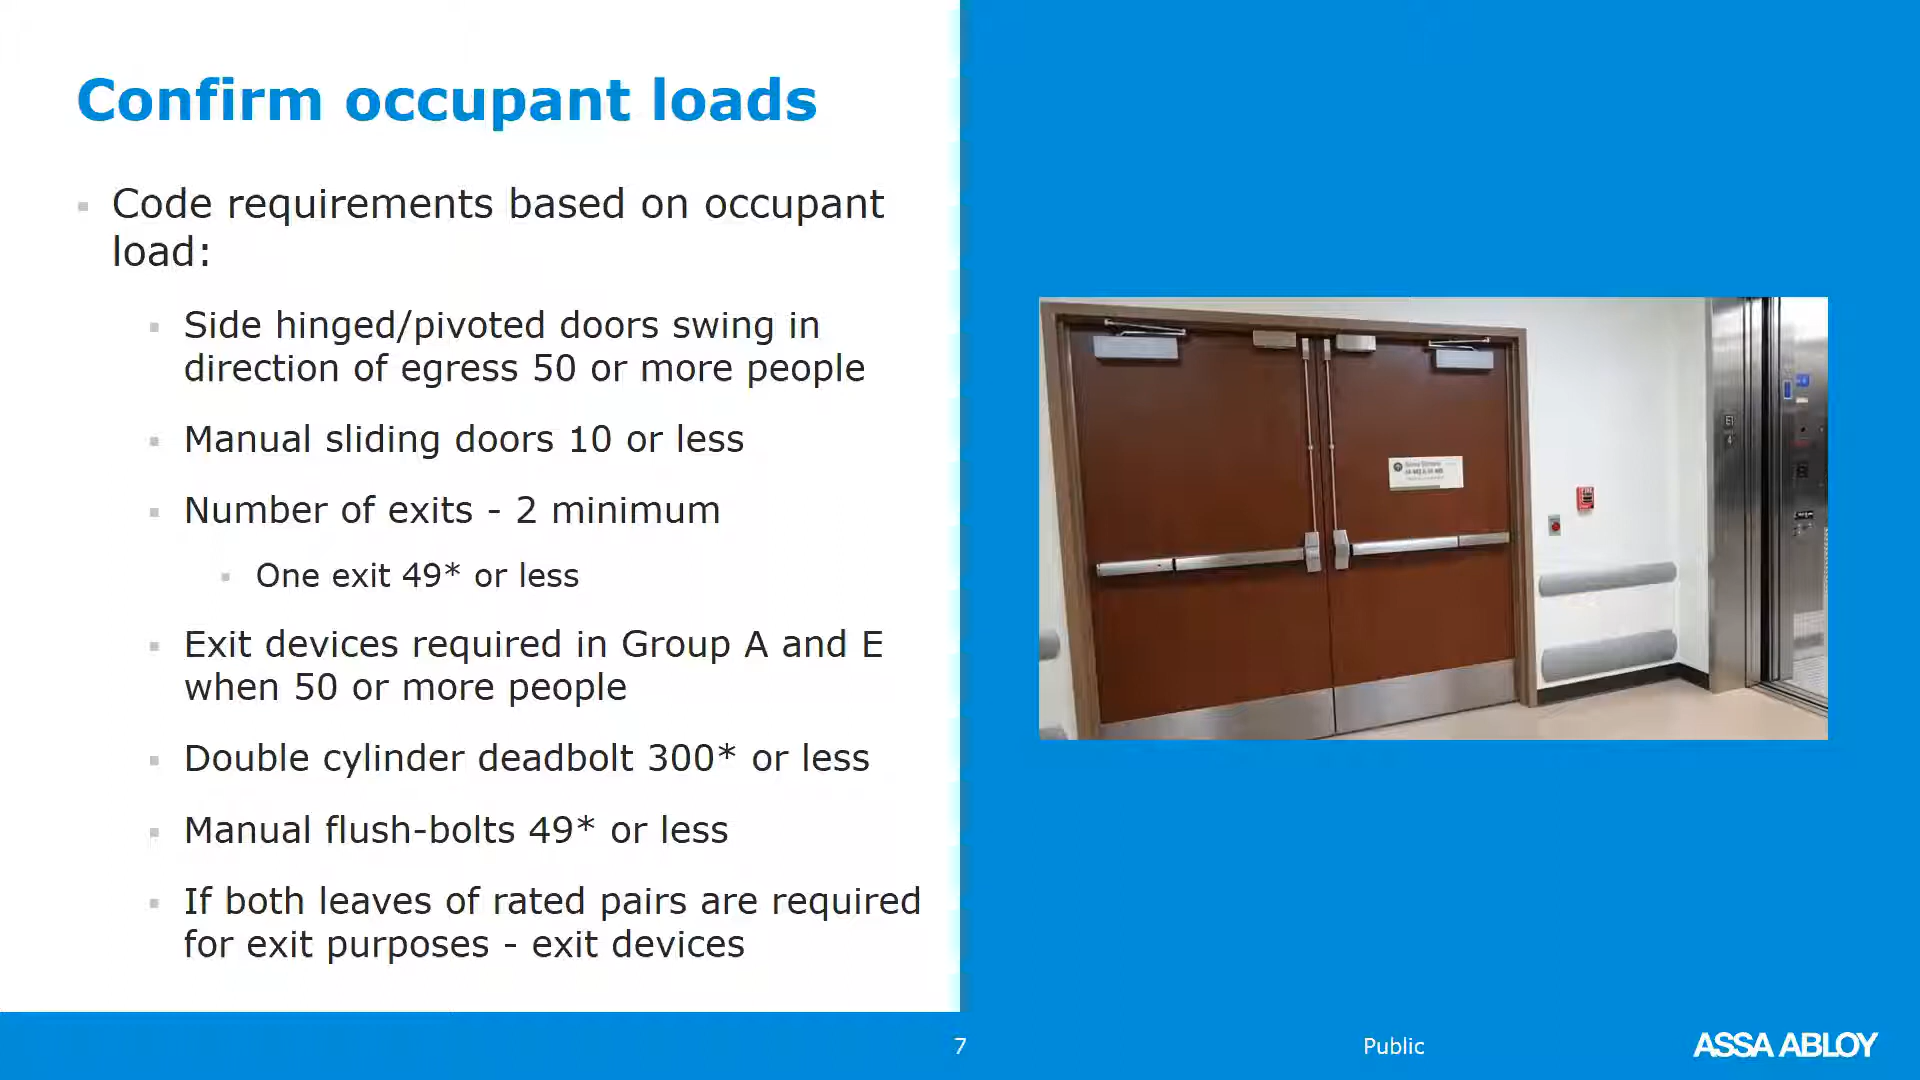 Confirm occupant loads
Code requirements based on occupant
load:
Side hinged/pivoted doors swing in
direction of egress 50 or more people
Manual sliding doors 10 or less
Number of exits - 2 minimum
One exit 49* or less
Exit devices required in Group A and E
when 50 or more people
Double cylinder deadbolt 300* or less
Manual flush-bolts 49* or less
If both leaves of rated pairs are required
for exit purposes - exit devices
7
Public
ASSA ABLOY